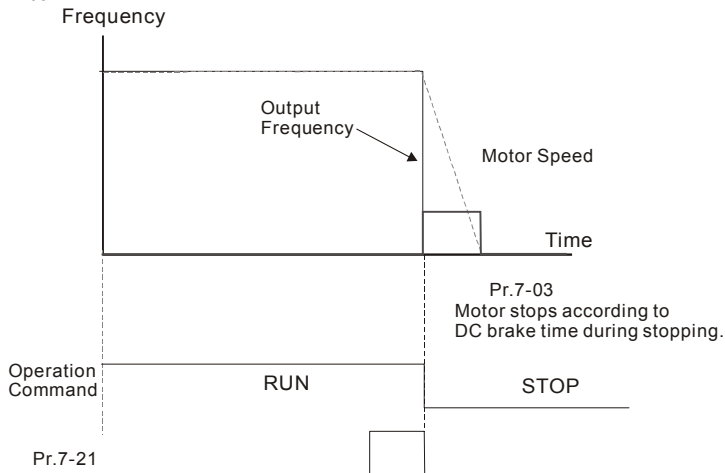 Frequency
Output
Frequency
Motor Speed
Time
Pr.7-03
Motor stops according to
DC brake time during stopping.
Operation
Command
RUN
STOP
Pr.7-21